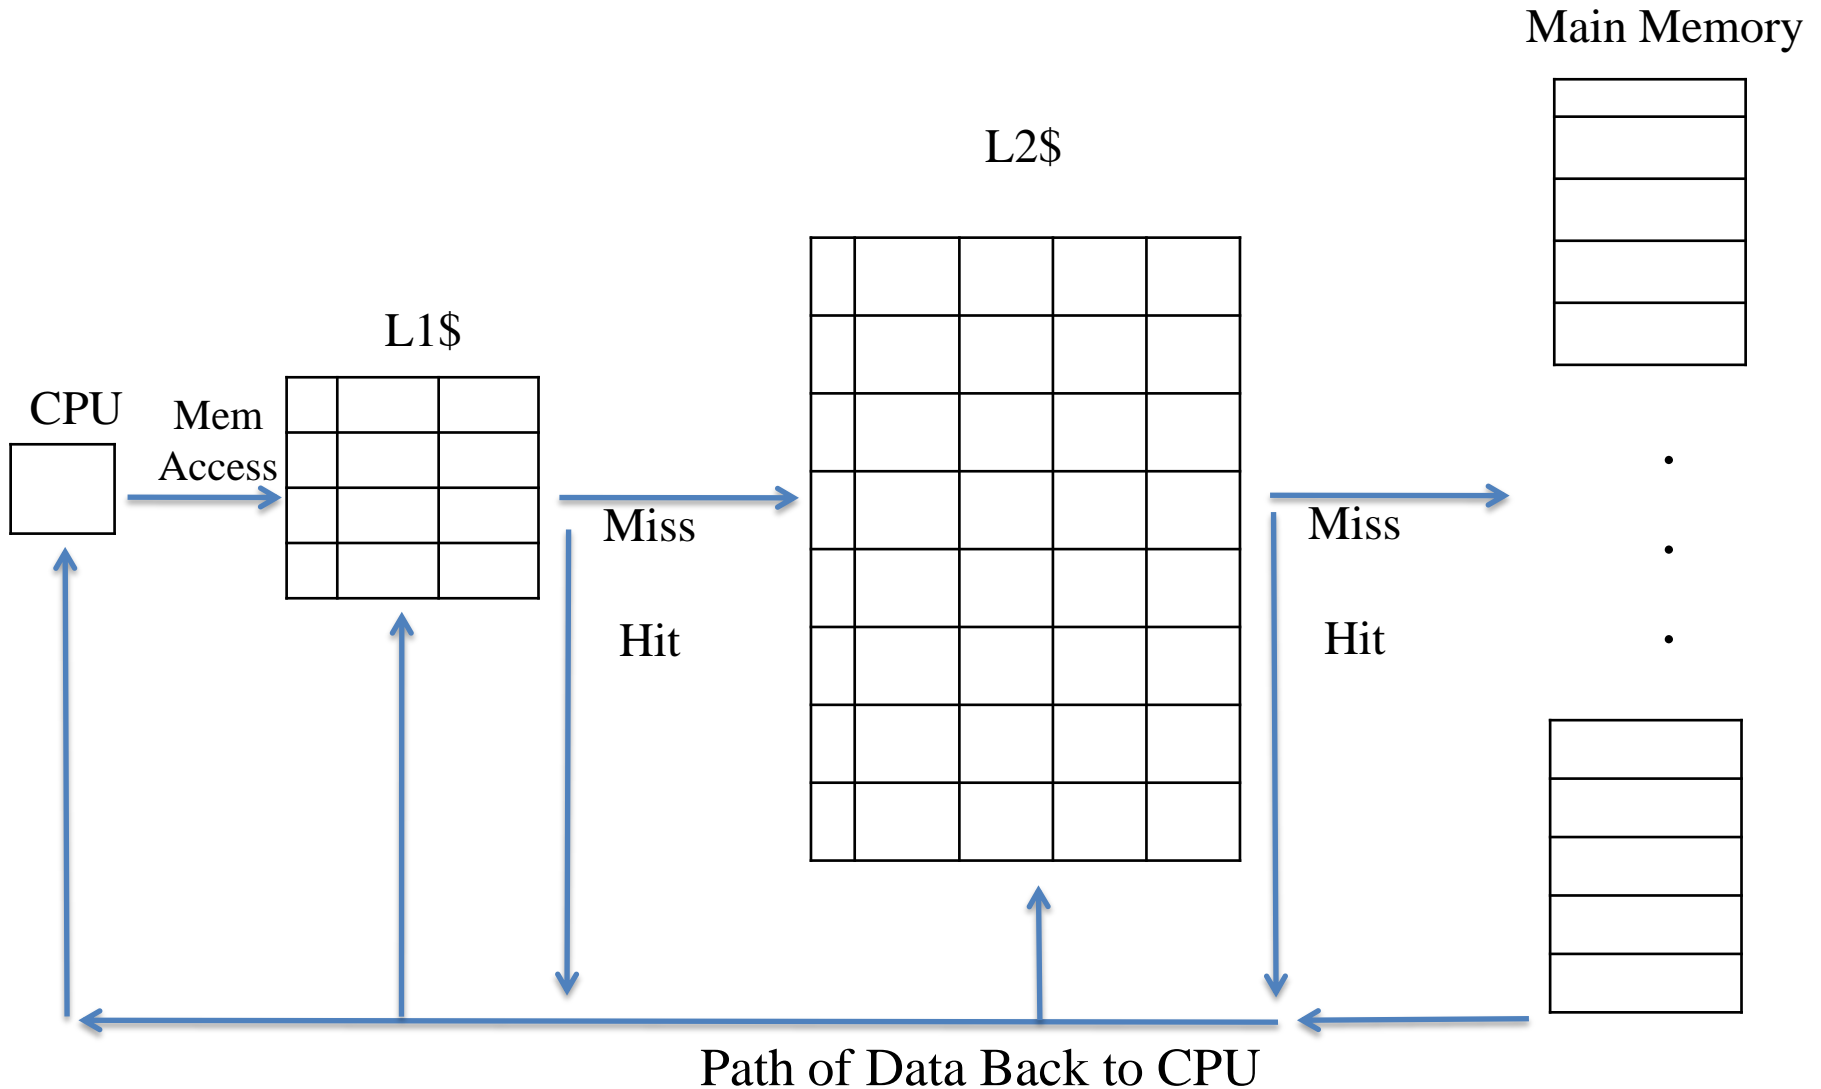 Main Memory
L2$
L1$
CPU
Mem
Access
Miss
Miss
Hit
Hit
Path of Data Back to CPU